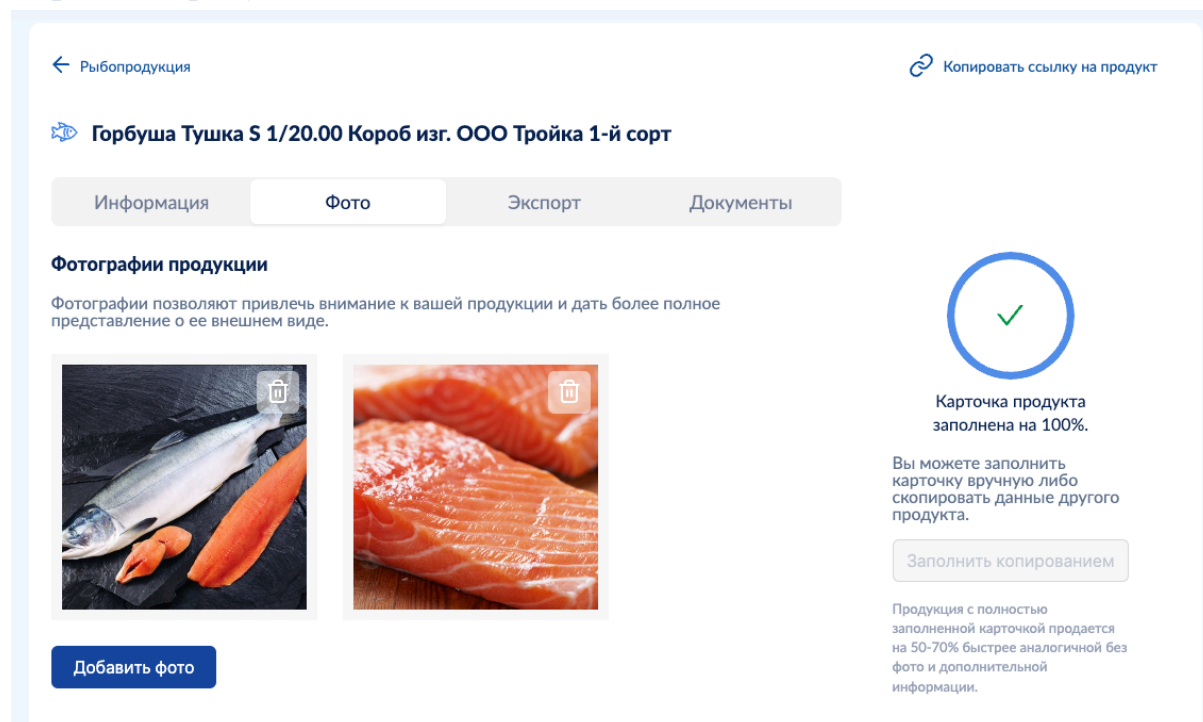 Рыбопродукция
Копировать ссылку на продукт
Горбуша Тушка S 1/20.00 Короб изг. ООО Тройка 1-й сорт
Информация
Фото
Экспорт
Документы
Фотографии продукции
Фотографии позволяют привлечь внимание к вашей продукции и дать более полное
представление о ее внешнем виде.
Добавить фото
Карточка продукта
заполнена на 100%.
Вы можете заполнить
карточку вручную либо
скопировать данные другого
продукта.
Заполнить копированием
Продукция с полностью
заполненной карточкой продается
на 50-70% быстрее аналогичной без
фото и дополнительной
информации.